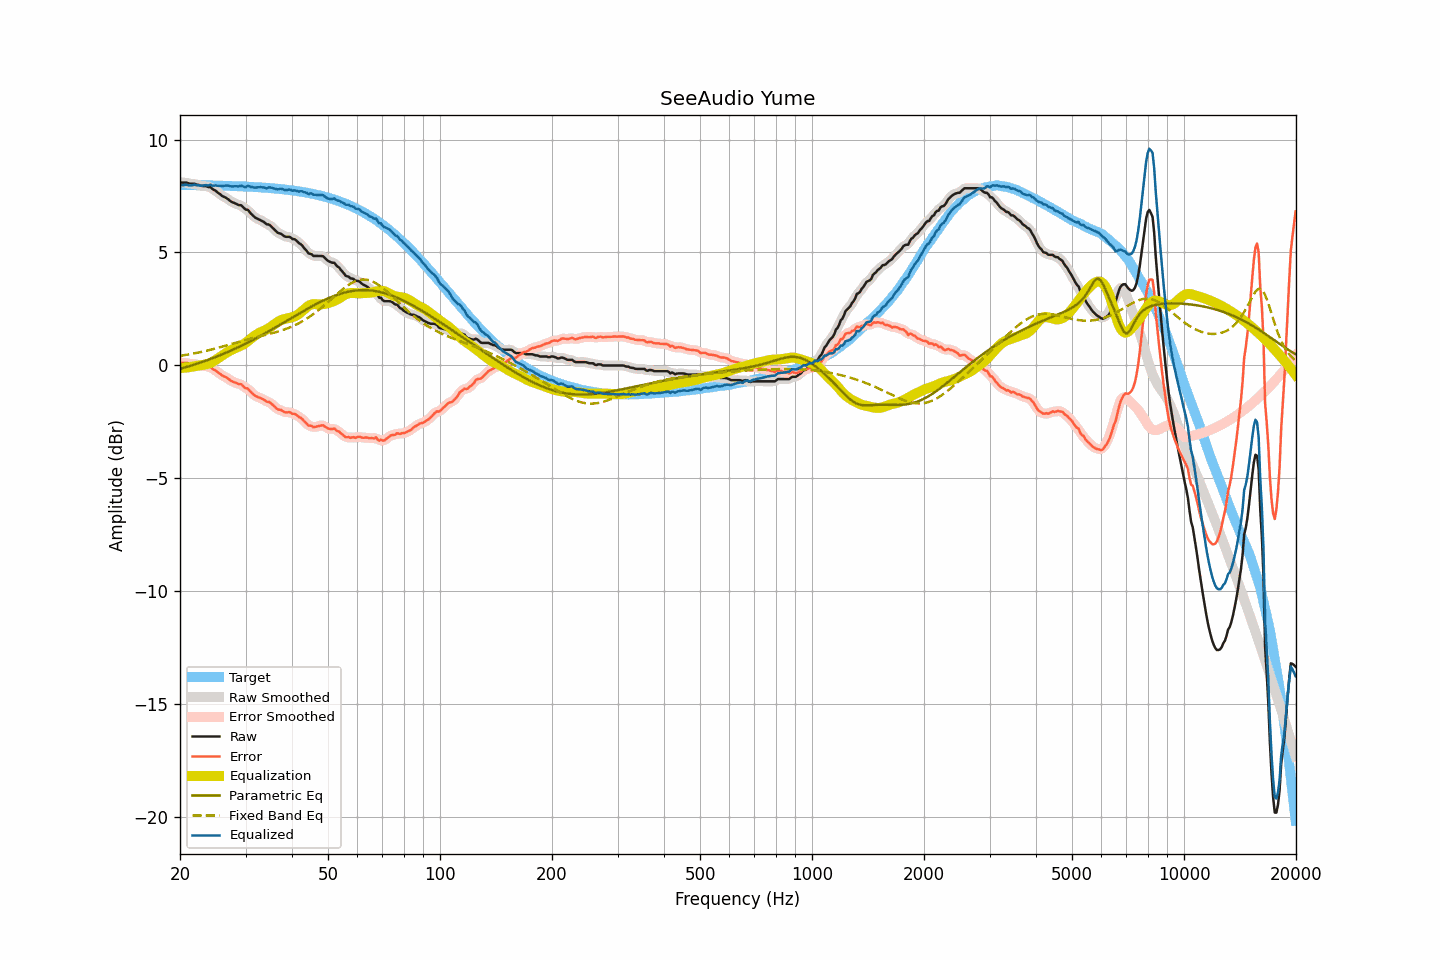 SeeAudio Yume
10
5
0
−5
−10
−15
−20
Amplitude (dBr)
Target
Raw Smoothed
Error Smoothed
Raw
Error
Equalization
Parametric Eq
Fixed Band Eq
Equalized
20 50 100 200 500 1000 2000 5000 10000 20000
Frequency (Hz)